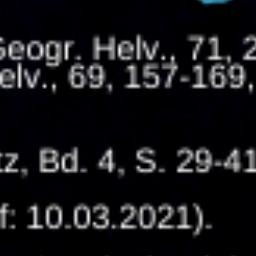 Geogr. Helv., 71, 2
elv., 69, 157-169,
tz, Bd. 4, S. 29-41
f: 10.03.2021).